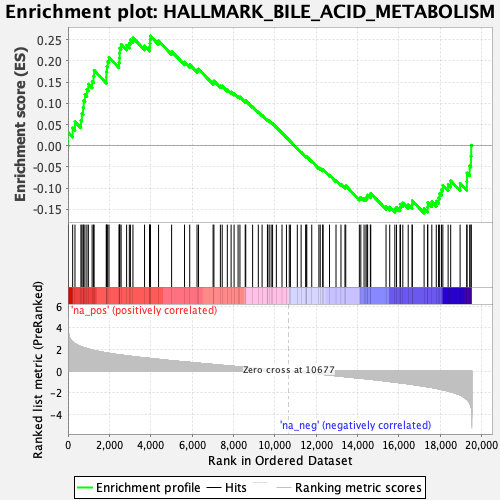 Enrichment plot: HALLMARK_BILE_ACID_METABOLISM
Enrichment score (ES)
0.25
0.20
0.15
0.10
0.05
0.00
-0.05
-0.10
-0.15
'na_pos' (positively correlated)
Ranked list metric (PreRanked)
6
4
2
0
-2
-4
Zero cross at 10677
'na_neg' (negatively correlated)
0
2,000
4,000
6,000
8,000
10,000
12,000
14,000
16,000
18,000
20,000
Rank in Ordered Dataset
Enrichment profile
Hits
Ranking metric scores